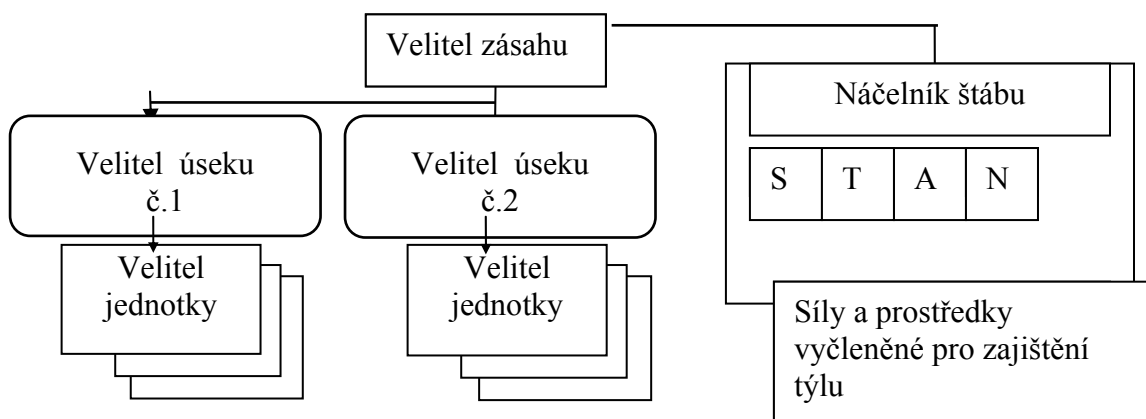 Velitel zásahu
Náčelník štábu
S T A N
Velitel úseku
č.1
Velitel úseku
č.2
Velitel
jednotky
Velitel
jednotky
Síly a prostředky
vyčleněné pro zajištění
týlu